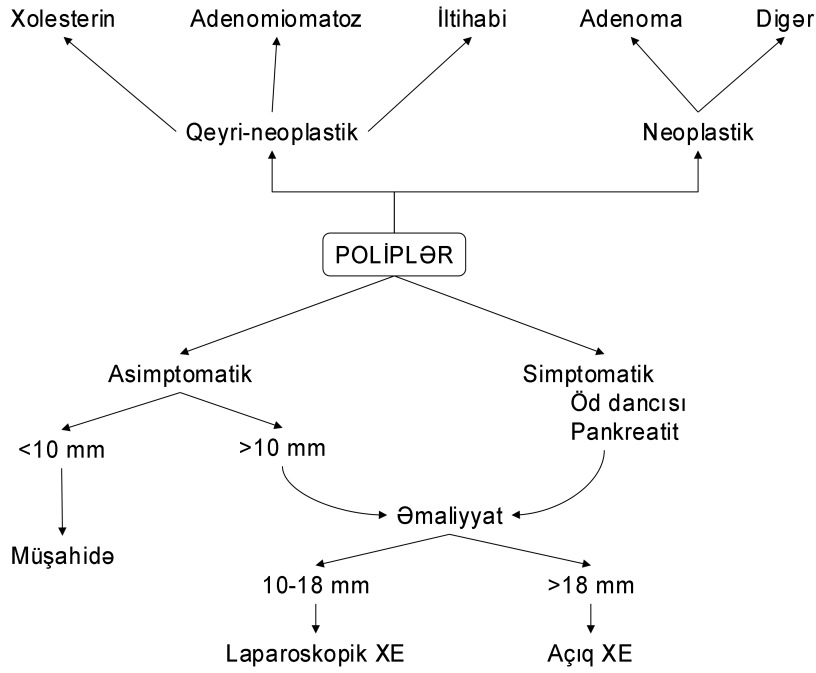 Xolesterin
Adenomiomatoz
İltihabi
Adenoma
Digər
Qeyri-neoplastik
Neoplastik
POLİPLƏR
Asimptomatik
Simptomatik
Öd dancısı
Pankreatit
<10 mm
>10 mm
Əmaliyyat
Müşahidə
10-18 mm
>18 mm
Laparoskopik XE
Açıq XE